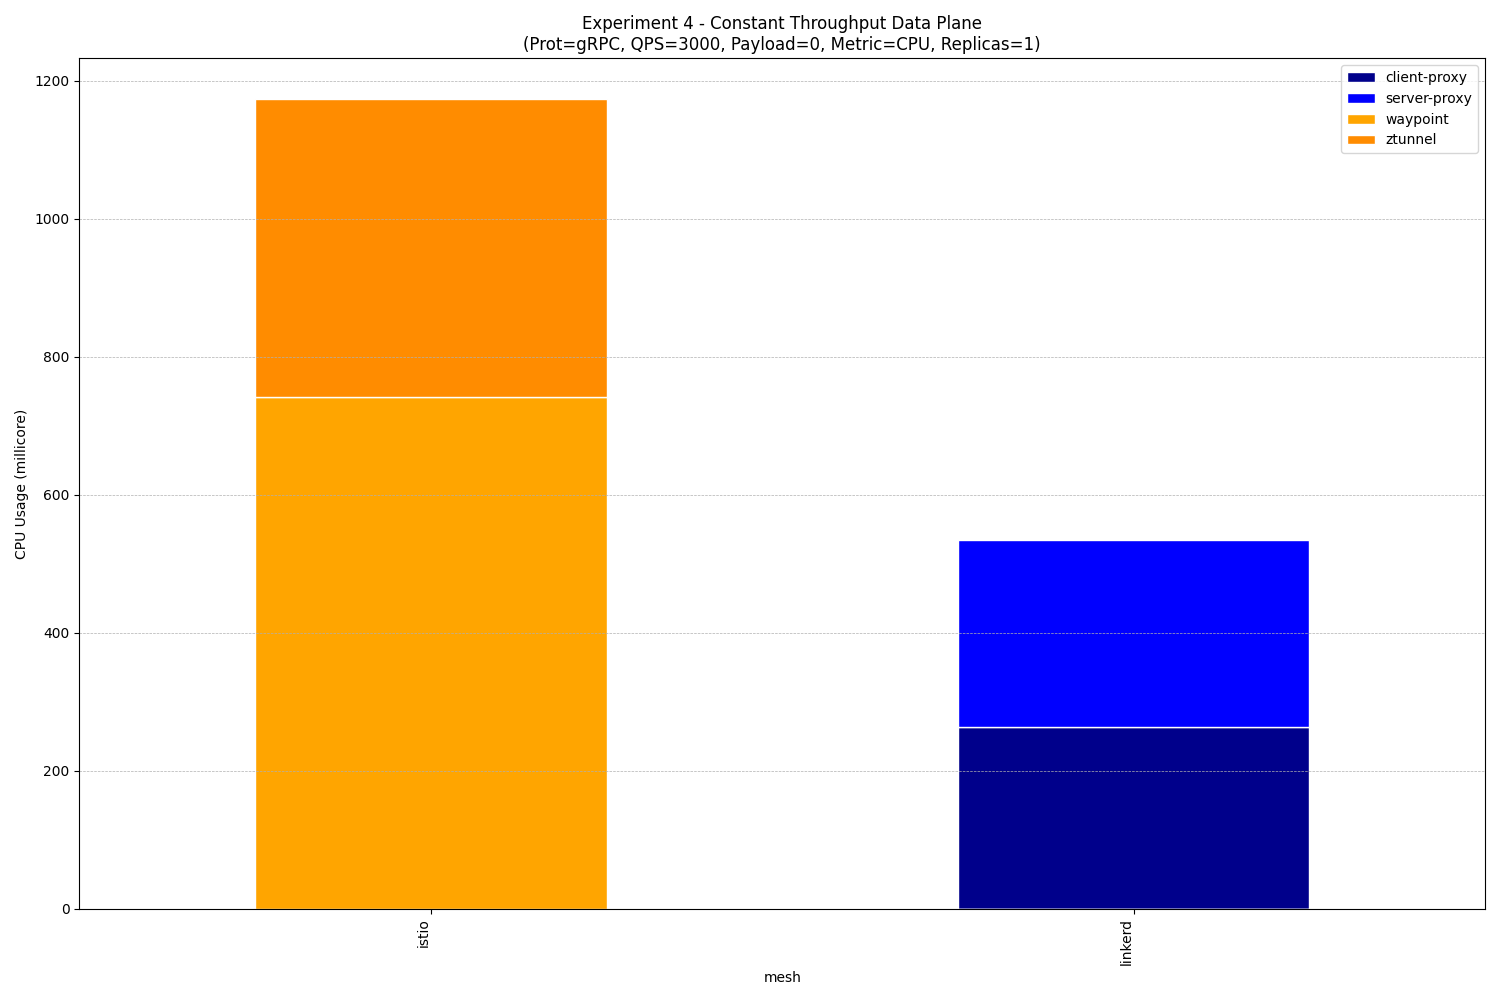 Experiment 4 - Constant Throughput Data Plane
(Prot=gRPC, QPS=3000, Payload=0, Metric=CPU, Replicas=1)
client-proxy
server-proxy
waypoint
ztunnel
CPU Usage (millicore)
1200
1000
800
600
400
200
0
istio
linkerd
mesh